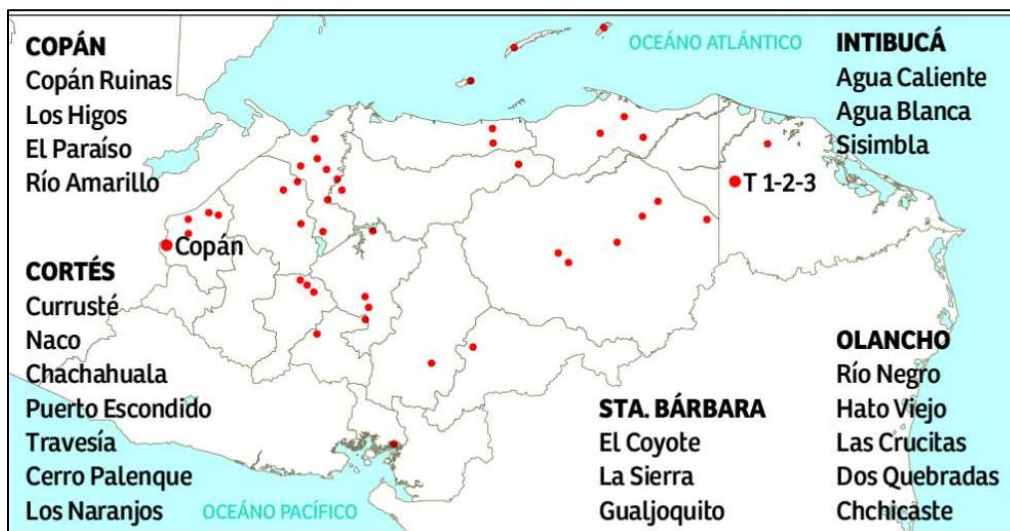 COPÁN
Copán Ruinas
Los Higos
El Paraíso
Río Amarillo
OCEÁNO ATLÁNTICO
INTIBUCÁ
Agua Caliente
Agua Blanca
Sisimbla
T 1-2-3
Copán
CORTÉS
Currusté
Naco
Chachahuala
Puerto Escondido
Travesía
Cerro Palenque
Los Naranjos
OCEÁNO PACÍFICO
STA. BÁRBARA
El Coyote
La Sierra
Gualjoquito
OLANCHO
Río Negro
Hato Viejo
Las Crucitas
Dos Quebradas
Chchicaste